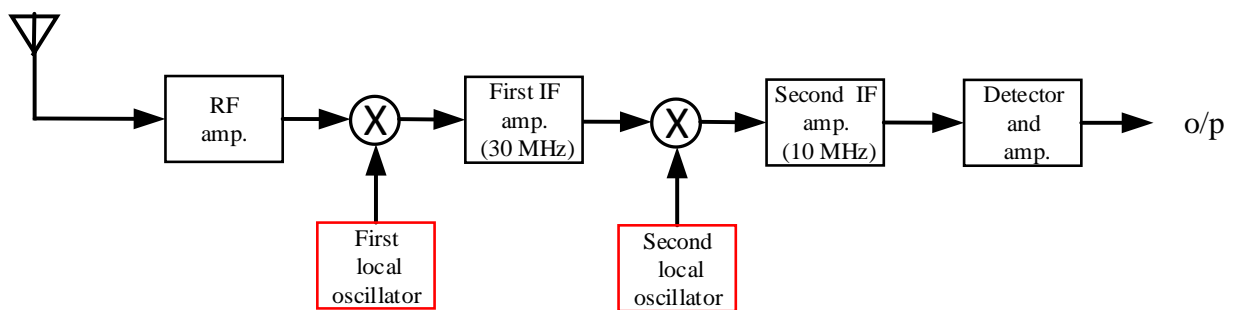 RF
amp.
X
First IF
amp.
(30 MHz)
X
Second IF
amp.
(10 MHz)
Detector
and
amp.
o/p
First
local
oscillator
Second
local
oscillator